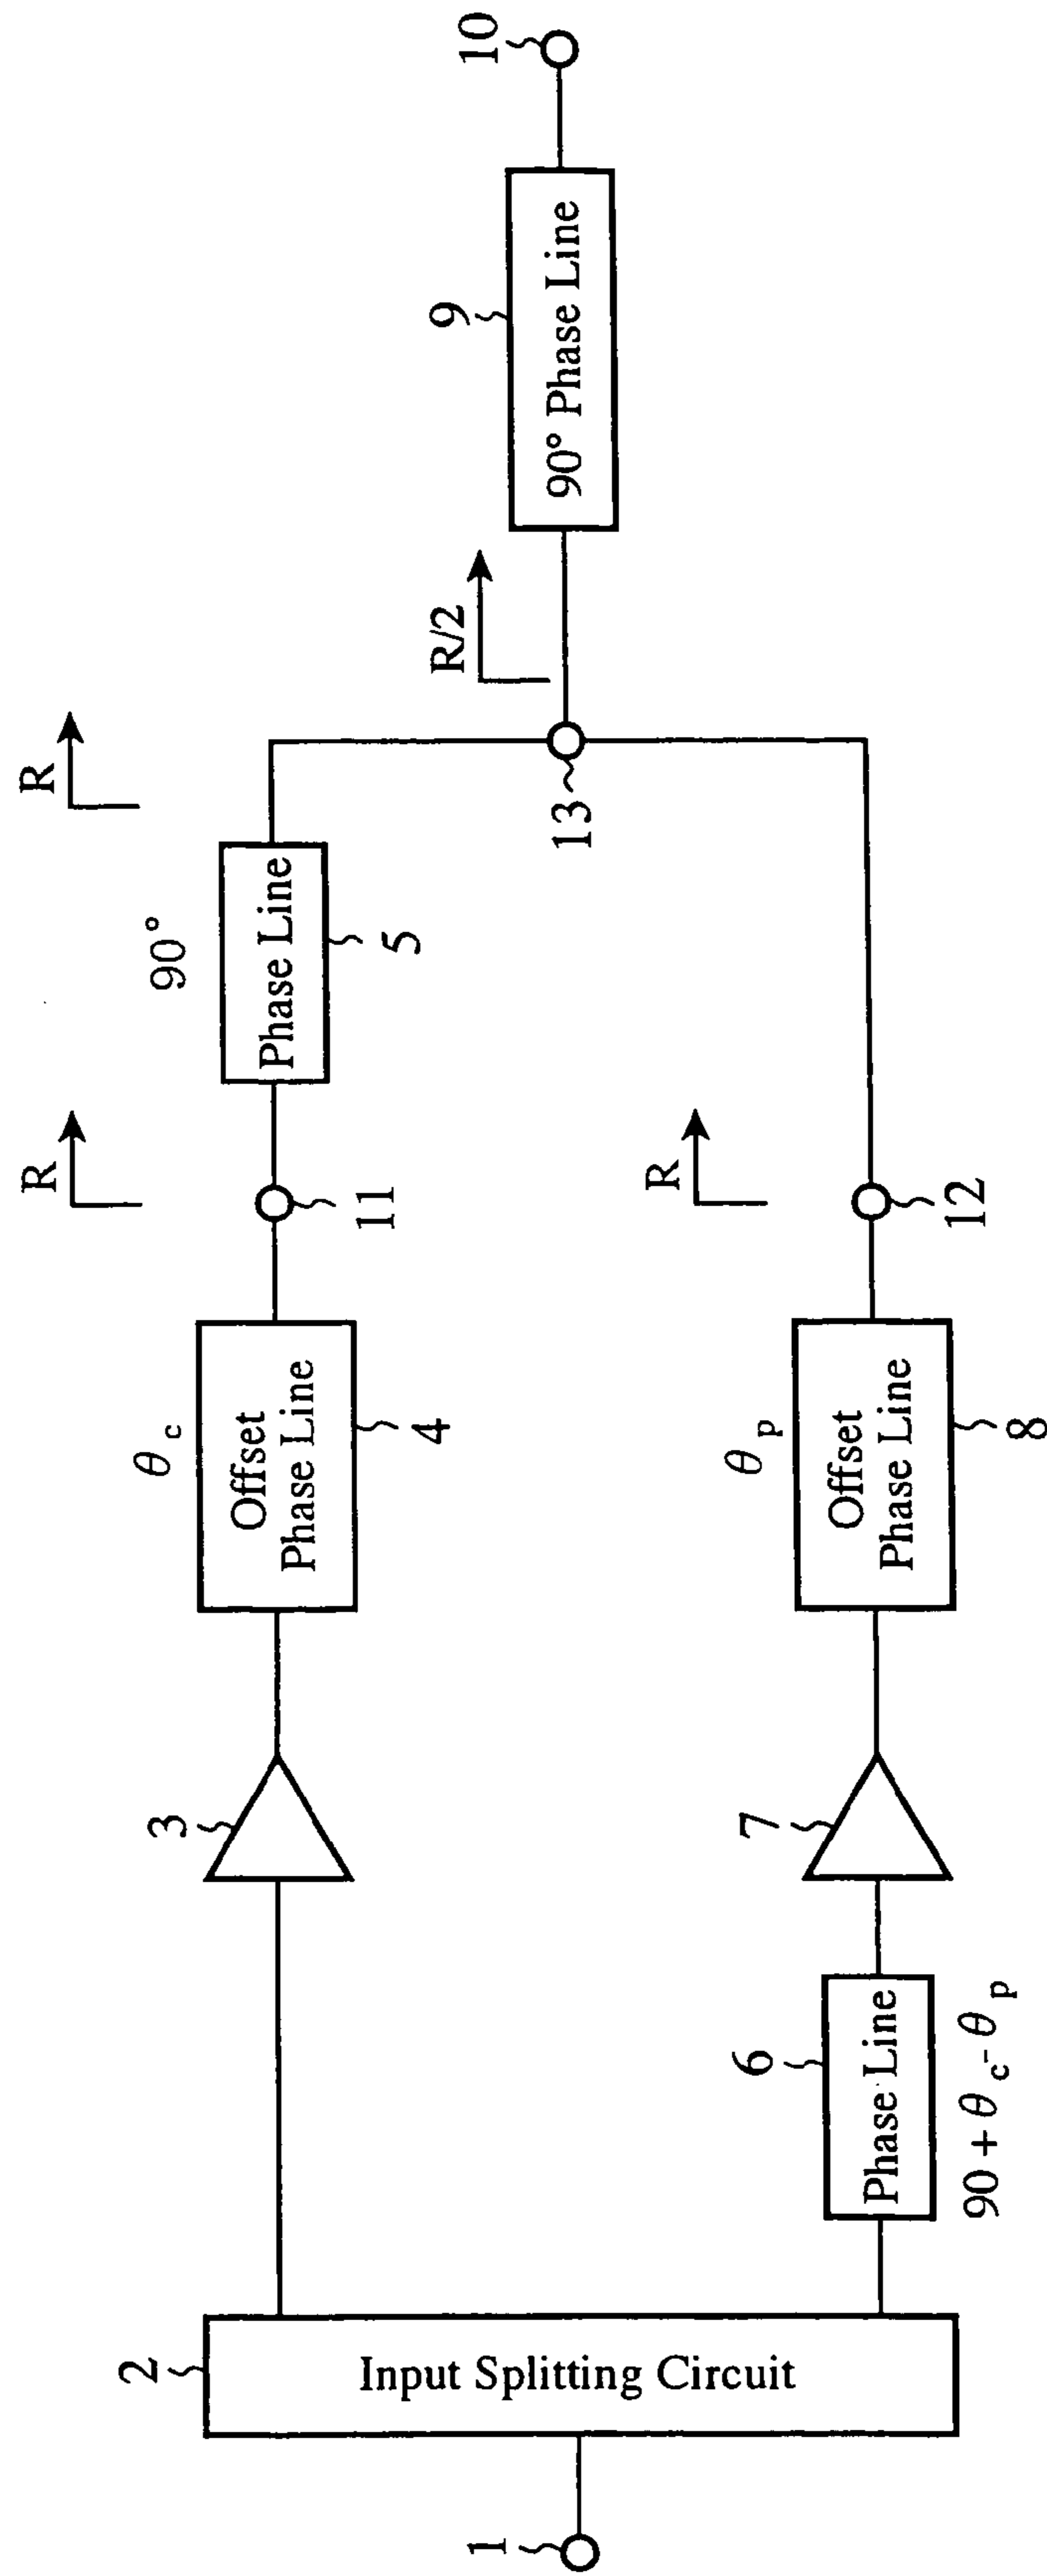 1
2
Input Splitting Circuit
3
θc
Offset
Phase Line
4
R
11
90°
Phase Line
5
R
6
Phase Line
90 + θc - θp
7
θp
Offset
Phase Line
8
R
12
13
R/2
9
90° Phase Line
10